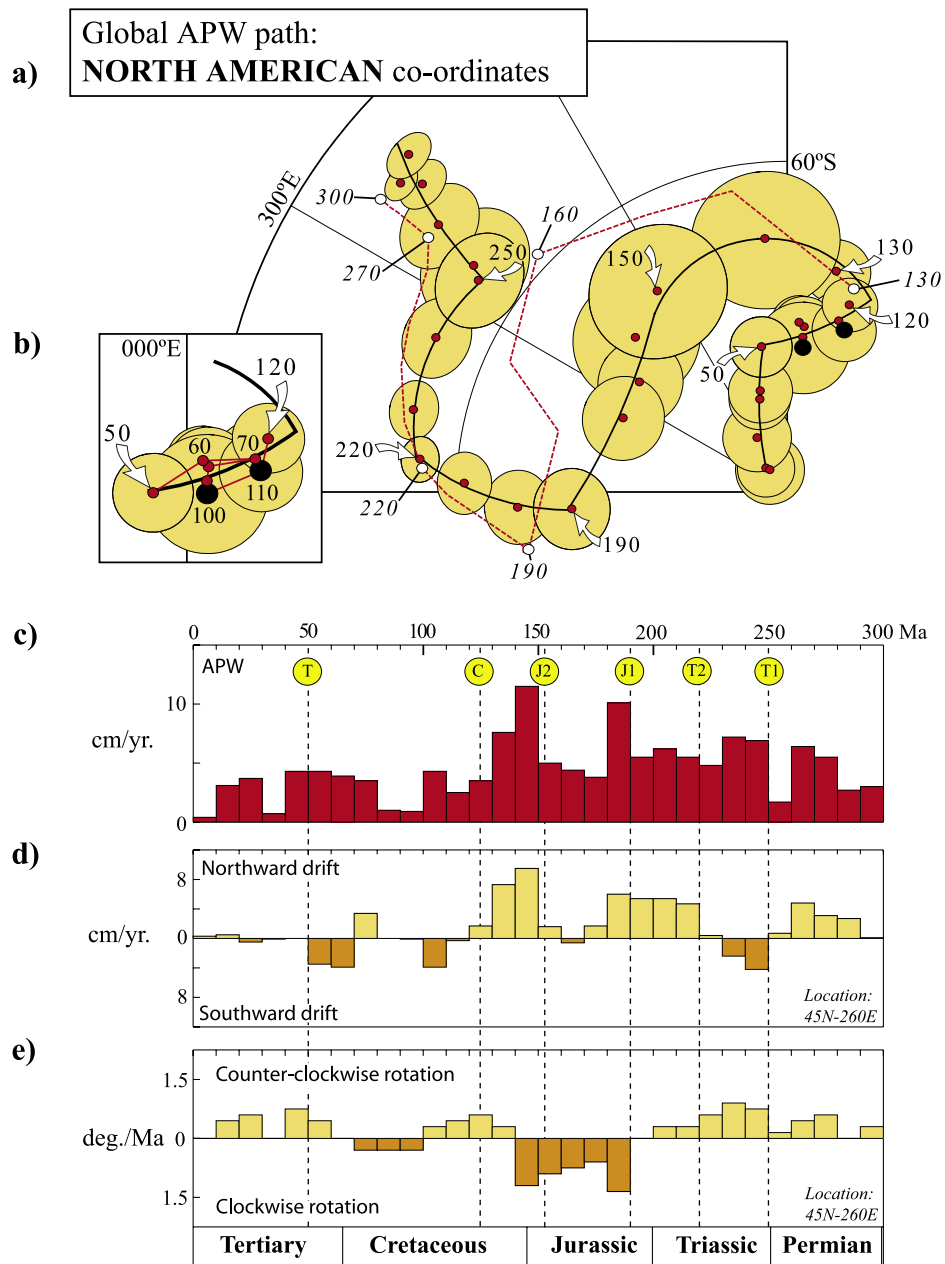 Global APW path:
NORTH AMERICAN co-ordinates
a)
60ºS
300ºE
300
160
270
250
150
130
130
120
50
b)
000ºE
120
50
60
70
110
100
220
220
190
190
c)
0 50 100 150 200 250 300 Ma
APW
T C J2 J1 T2 T1
10
cm/yr.
0
d)
Northward drift
8
cm/yr.
0
8
Southward drift
Location:
45N-260E
e)
Counter-clockwise rotation
1.5
deg./Ma
0
1.5
Clockwise rotation
Location:
45N-260E
Tertiary Cretaceous Jurassic Triassic Permian